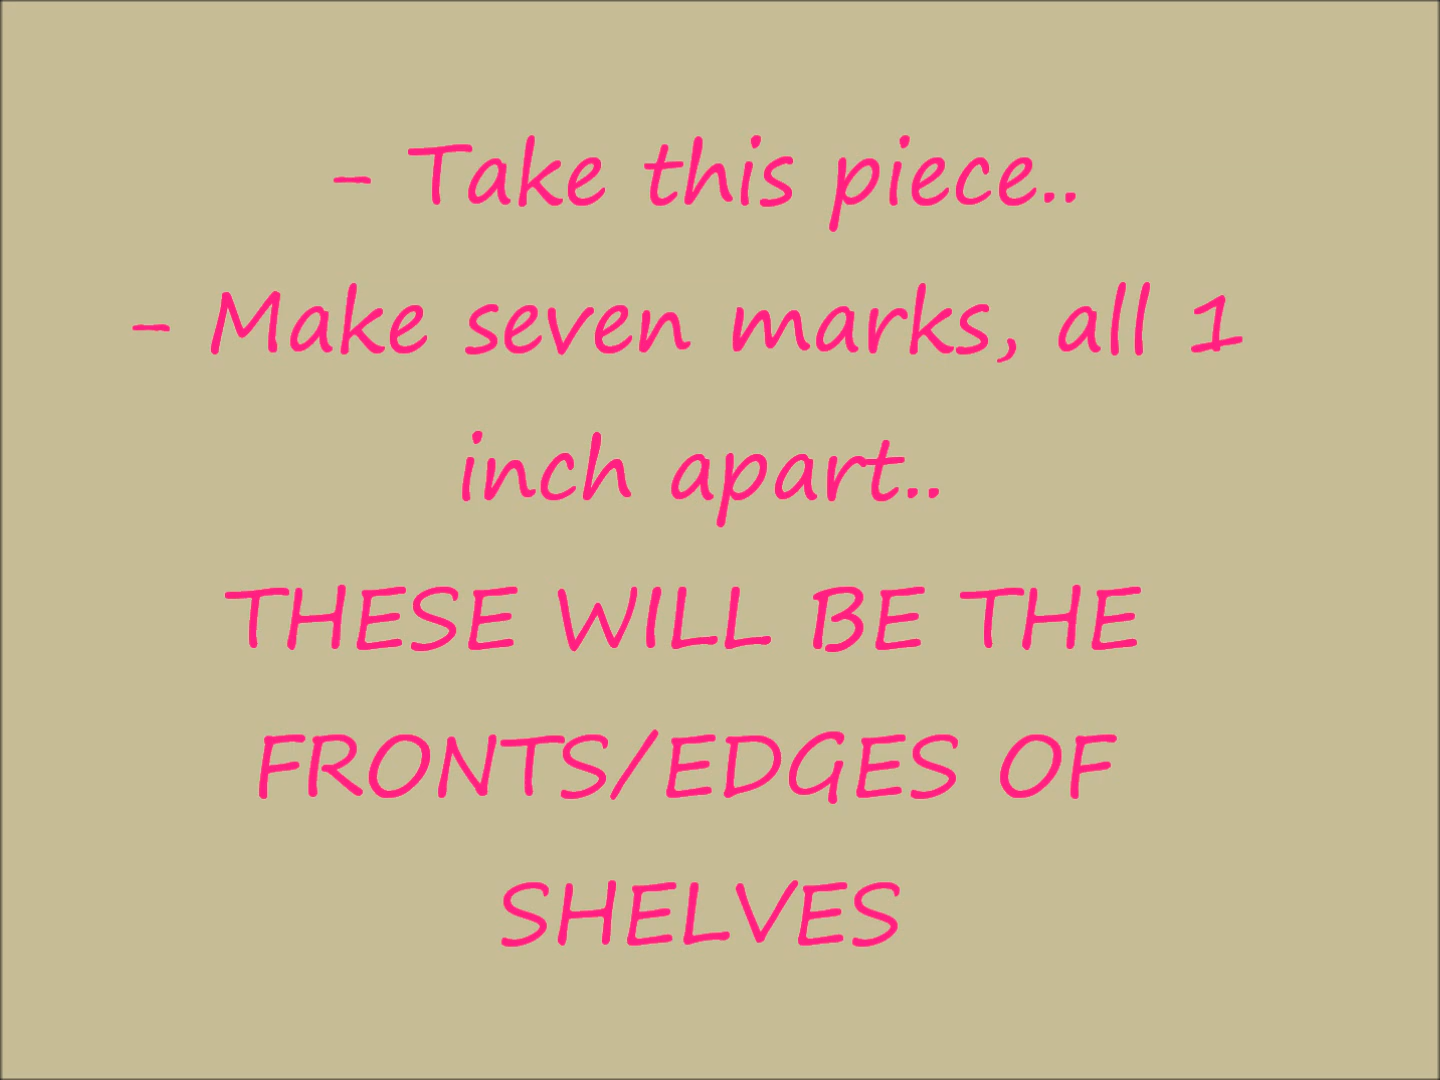 - Take this piece..
- Make seven marks, all 1
inch apart..
THESE WILL BE THE
FRONTS/EDGES OF
SHELVES